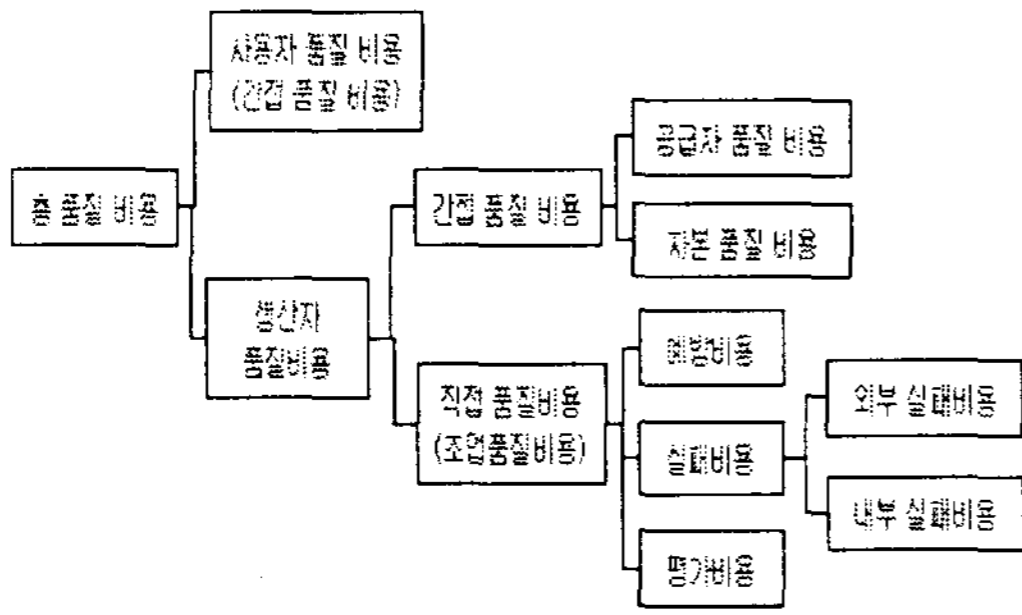 사용자 품질 비용
(간접 품질 비용)
공급자 품질 비용
총 품질 비용
간접 품질 비용
자본 품질 비용
생산자
품질비용
예방비용
직접 품질비용
(조업품질비용)
외부 실패비용
실패비용
내부 실패비용
평가비용